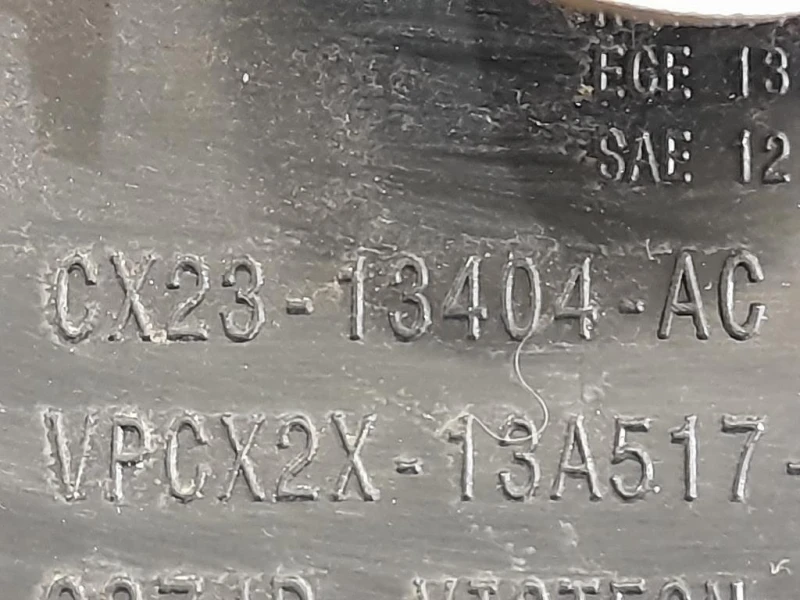 ECE 13
SAE 12
CX23-13404-AC
VPCX2X-13A517-